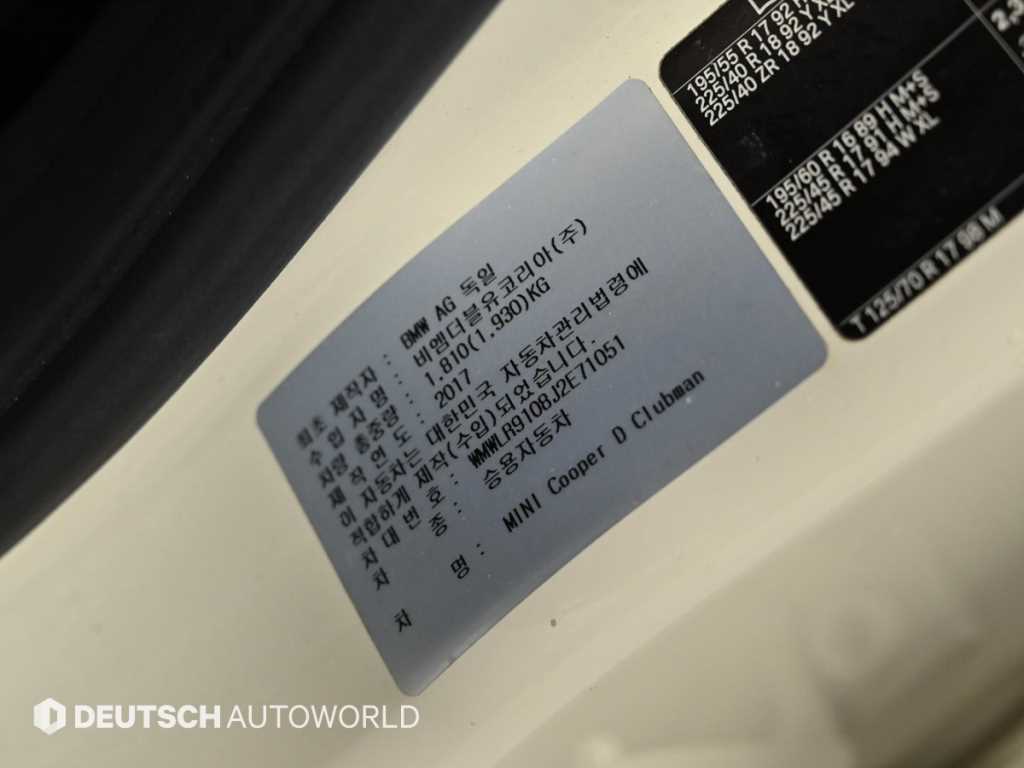 최초 제작자 : BMW AG 독일
수 입 자 명 : 비엠더블유코리아(주)
차량 총중량 : 1,810(1,930)KG
제 작 연 도 : 2017
이 자동차는 대한민국 자동차관리법령에
적합하게 제작(수입)되었습니다.
차 대 번 호 : WMWLR9108J2E71051
차 종 : 승용자동차
차 명 : MINI Cooper D Clubman
195/55 R 17 92 Y X
225/40 R 18 92 Y XL
225/40 ZR 18 92 Y XL
2,3
195/60 R 16 89 H M+S
225/45 R 17 91 H M+S
225/45 R 17 94 W XL
T 125/70 R 17 98 M
DEUTSCH AUTOWORLD